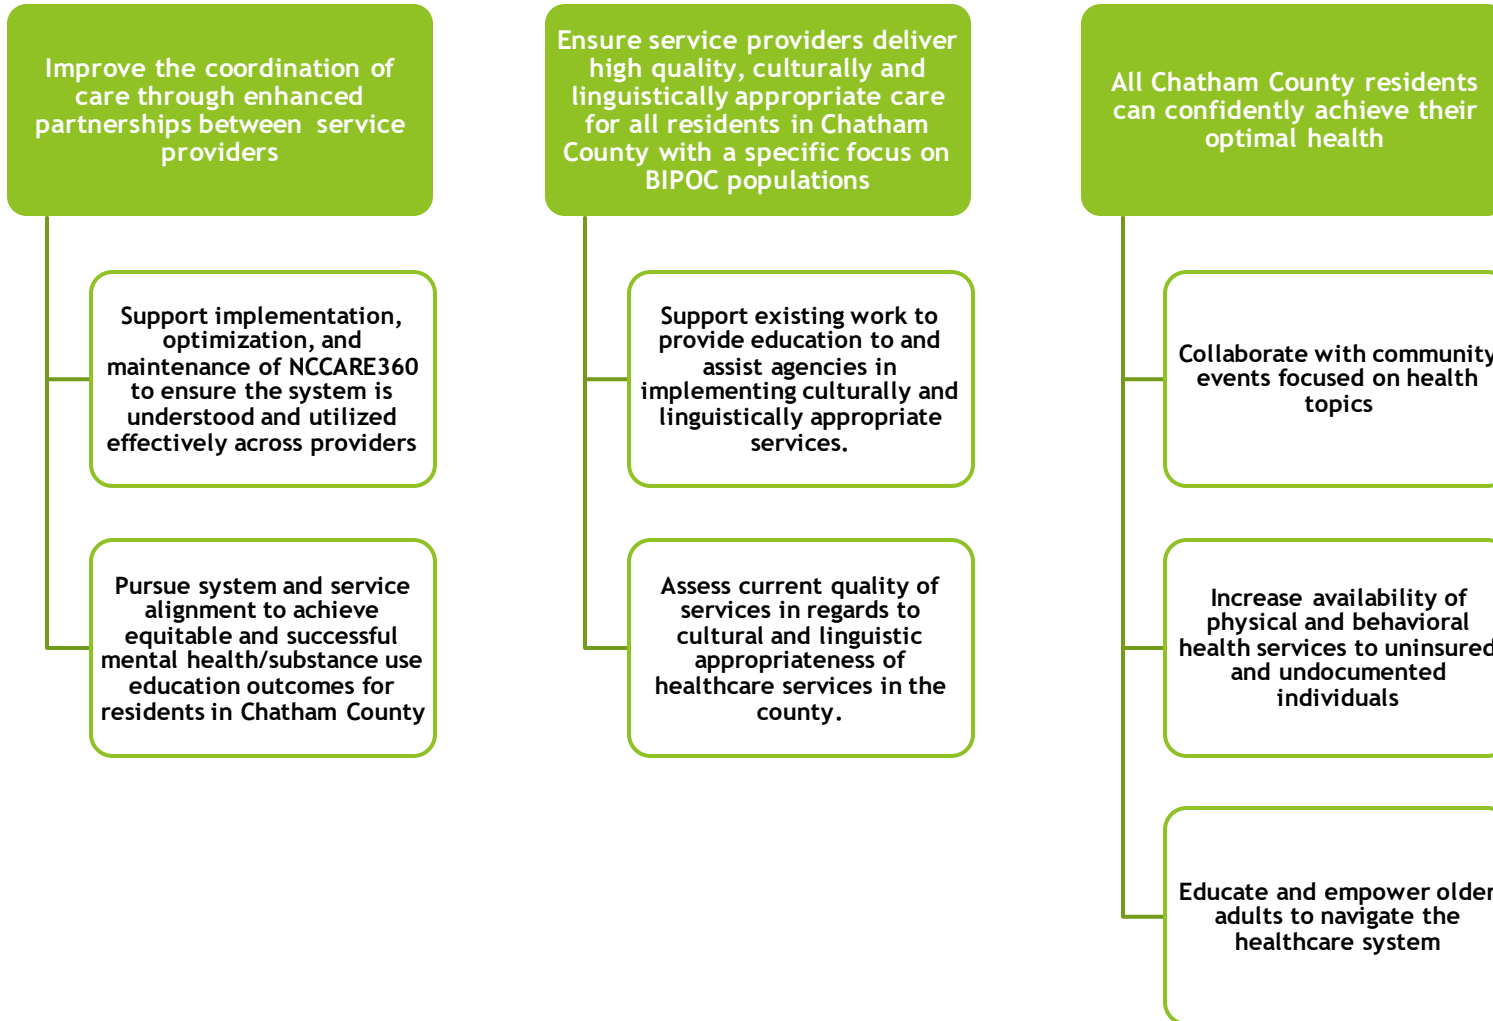 Improve the coordination of
care through enhanced
partnerships between service
providers
Support implementation,
optimization, and
maintenance of NCCARE360
to ensure the system is
understood and utilized
effectively across providers
Pursue system and service
alignment to achieve
equitable and successful
mental health/substance use
education outcomes for
residents in Chatham County
Ensure service providers deliver
high quality, culturally and
linguistically appropriate care
for all residents in Chatham
County with a specific focus on
BIPOC populations
Support existing work to
provide education to and
assist agencies in
implementing culturally and
linguistically appropriate
services.
Assess current quality of
services in regards to
cultural and linguistic
appropriateness of
healthcare services in the
county.
All Chatham County residents
can confidently achieve their
optimal health
Collaborate with community
events focused on health
topics
Increase availability of
physical and behavioral
health services to uninsured
and undocumented
individuals
Educate and empower older
adults to navigate the
healthcare system